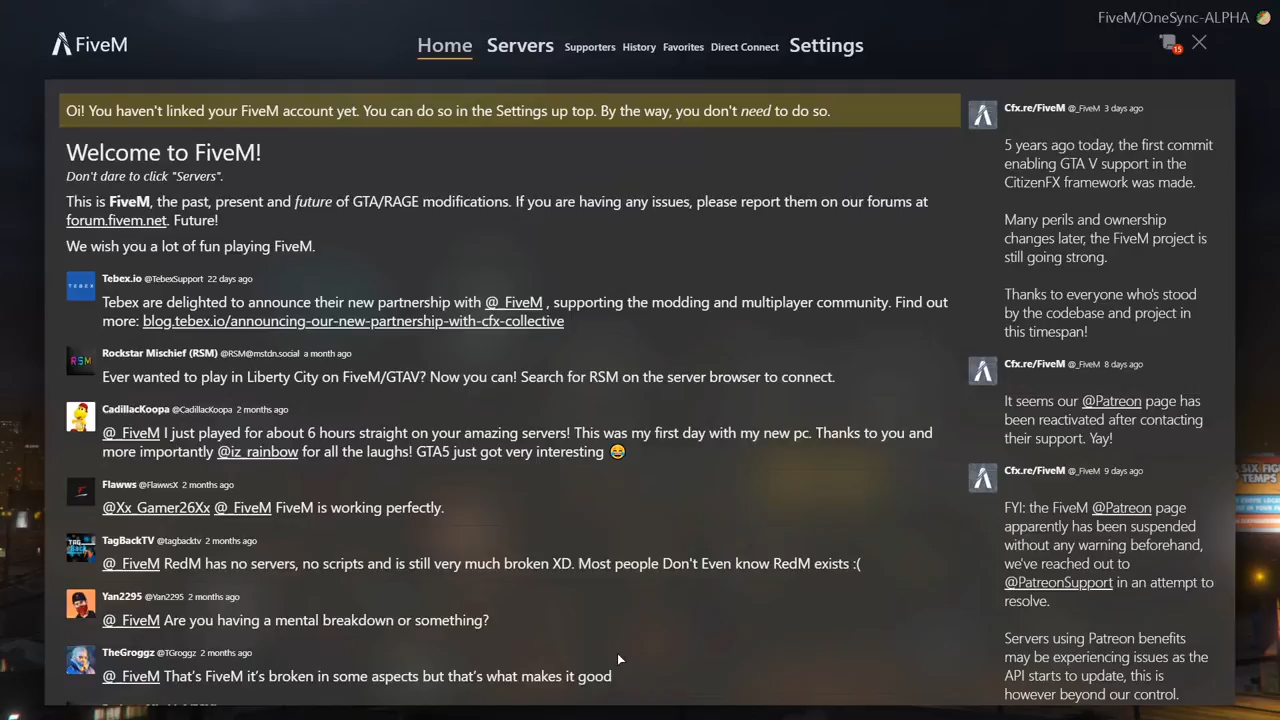 FiveM/OneSync-ALPHA
FiveM
Home Servers Supporters History Favorites Direct Connect Settings
15
Oi! You haven't linked your FiveM account yet. You can do so in the Settings up top. By the way, you don't need to do so.
Welcome to FiveM!
Don't dare to click "Servers".
This is FiveM, the past, present and future of GTA/RAGE modifications. If you are having any issues, please report them on our forums at
forum.fivem.net. Future!
We wish you a lot of fun playing FiveM.
TEBEX
Tebex.io @TebexSupport 22 days ago
Tebex are delighted to announce their new partnership with @_FiveM , supporting the modding and multiplayer community. Find out
more: blog.tebex.io/announcing-our-new-partnership-with-cfx-collective
RSM
Rockstar Mischief (RSM) @RSM@mstdn.social a month ago
Ever wanted to play in Liberty City on FiveM/GTAV? Now you can! Search for RSM on the server browser to connect.
CadillacKoopa @CadillacKoopa 2 months ago
@_FiveM I just played for about 6 hours straight on your amazing servers! This was my first day with my new pc. Thanks to you and
more importantly @iz_rainbow for all the laughs! GTA5 just got very interesting 😂
Flawws @FlawwsX 2 months ago
@Xx_Gamer26Xx @_FiveM FiveM is working perfectly.
TAG
BACK
TagBackTV @tagbacktv 2 months ago
@_FiveM RedM has no servers, no scripts and is still very much broken XD. Most people Don't Even know RedM exists :(
Yan2295 @Yan2295 2 months ago
@_FiveM Are you having a mental breakdown or something?
TheGroggz @TGroggz 2 months ago
@_FiveM That's FiveM it's broken in some aspects but that's what makes it good
Cfx.re/FiveM @_FiveM 3 days ago
5 years ago today, the first commit
enabling GTA V support in the
CitizenFX framework was made.
Many perils and ownership
changes later, the FiveM project is
still going strong.
Thanks to everyone who's stood
by the codebase and project in
this timespan!
Cfx.re/FiveM @_FiveM 8 days ago
It seems our @Patreon page has
been reactivated after contacting
their support. Yay!
Cfx.re/FiveM @_FiveM 9 days ago
FYI: the FiveM @Patreon page
apparently has been suspended
without any warning beforehand,
we've reached out to
@PatreonSupport in an attempt to
resolve.
Servers using Patreon benefits
may be experiencing issues as the
API starts to update, this is
however beyond our control.
SIX FIG
TEMPS